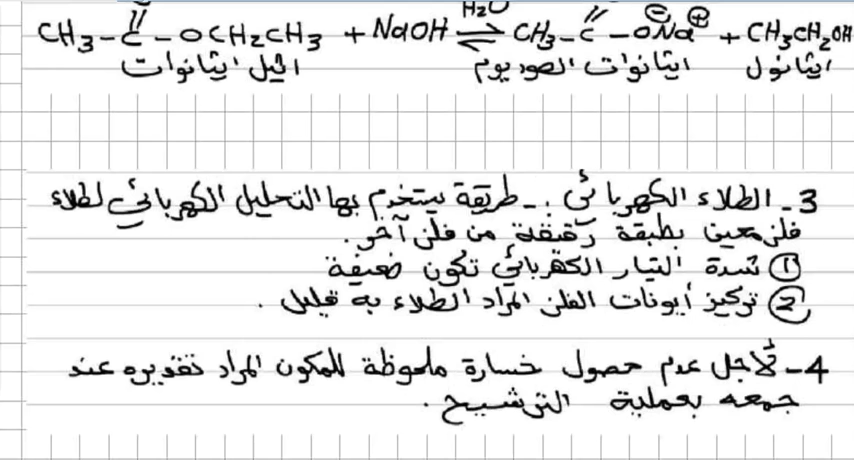 CH3-C-OCH2CH3 + NaOH ⇌ H2O CH3-C-O⊖Na⊕ + CH3CH2OH
اثيل ايثانوات ايثانوات الصوديوم ايثانول
3- الطلاء الكهربائي :- طريقة يستخدم بها التحليل الكهربائي لطلاء
فلز معين بطبقة رقيقة من فلز آخر.
① شدة التيار الكهربائي تكون ضعيفة
② تركيز أيونات الفلز المراد الطلاء به قليل .
4- لأجل عدم حصول خسارة ملحوظة للمكون المراد تقديره عند
جمعه بعملية الترشيح .